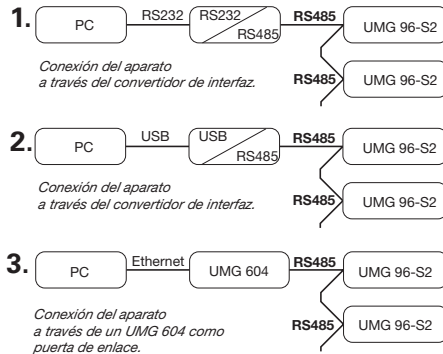 1. PC RS232 RS232 RS485 RS485 UMG 96-S2
RS485 UMG 96-S2
Conexión del aparato
a través del convertidor de interfaz.
2. PC USB USB RS485 RS485 UMG 96-S2
RS485 UMG 96-S2
Conexión del aparato
a través del convertidor de interfaz.
3. PC Ethernet UMG 604 RS485 UMG 96-S2
RS485 UMG 96-S2
Conexión del aparato
a través de un UMG 604 como
puerta de enlace.